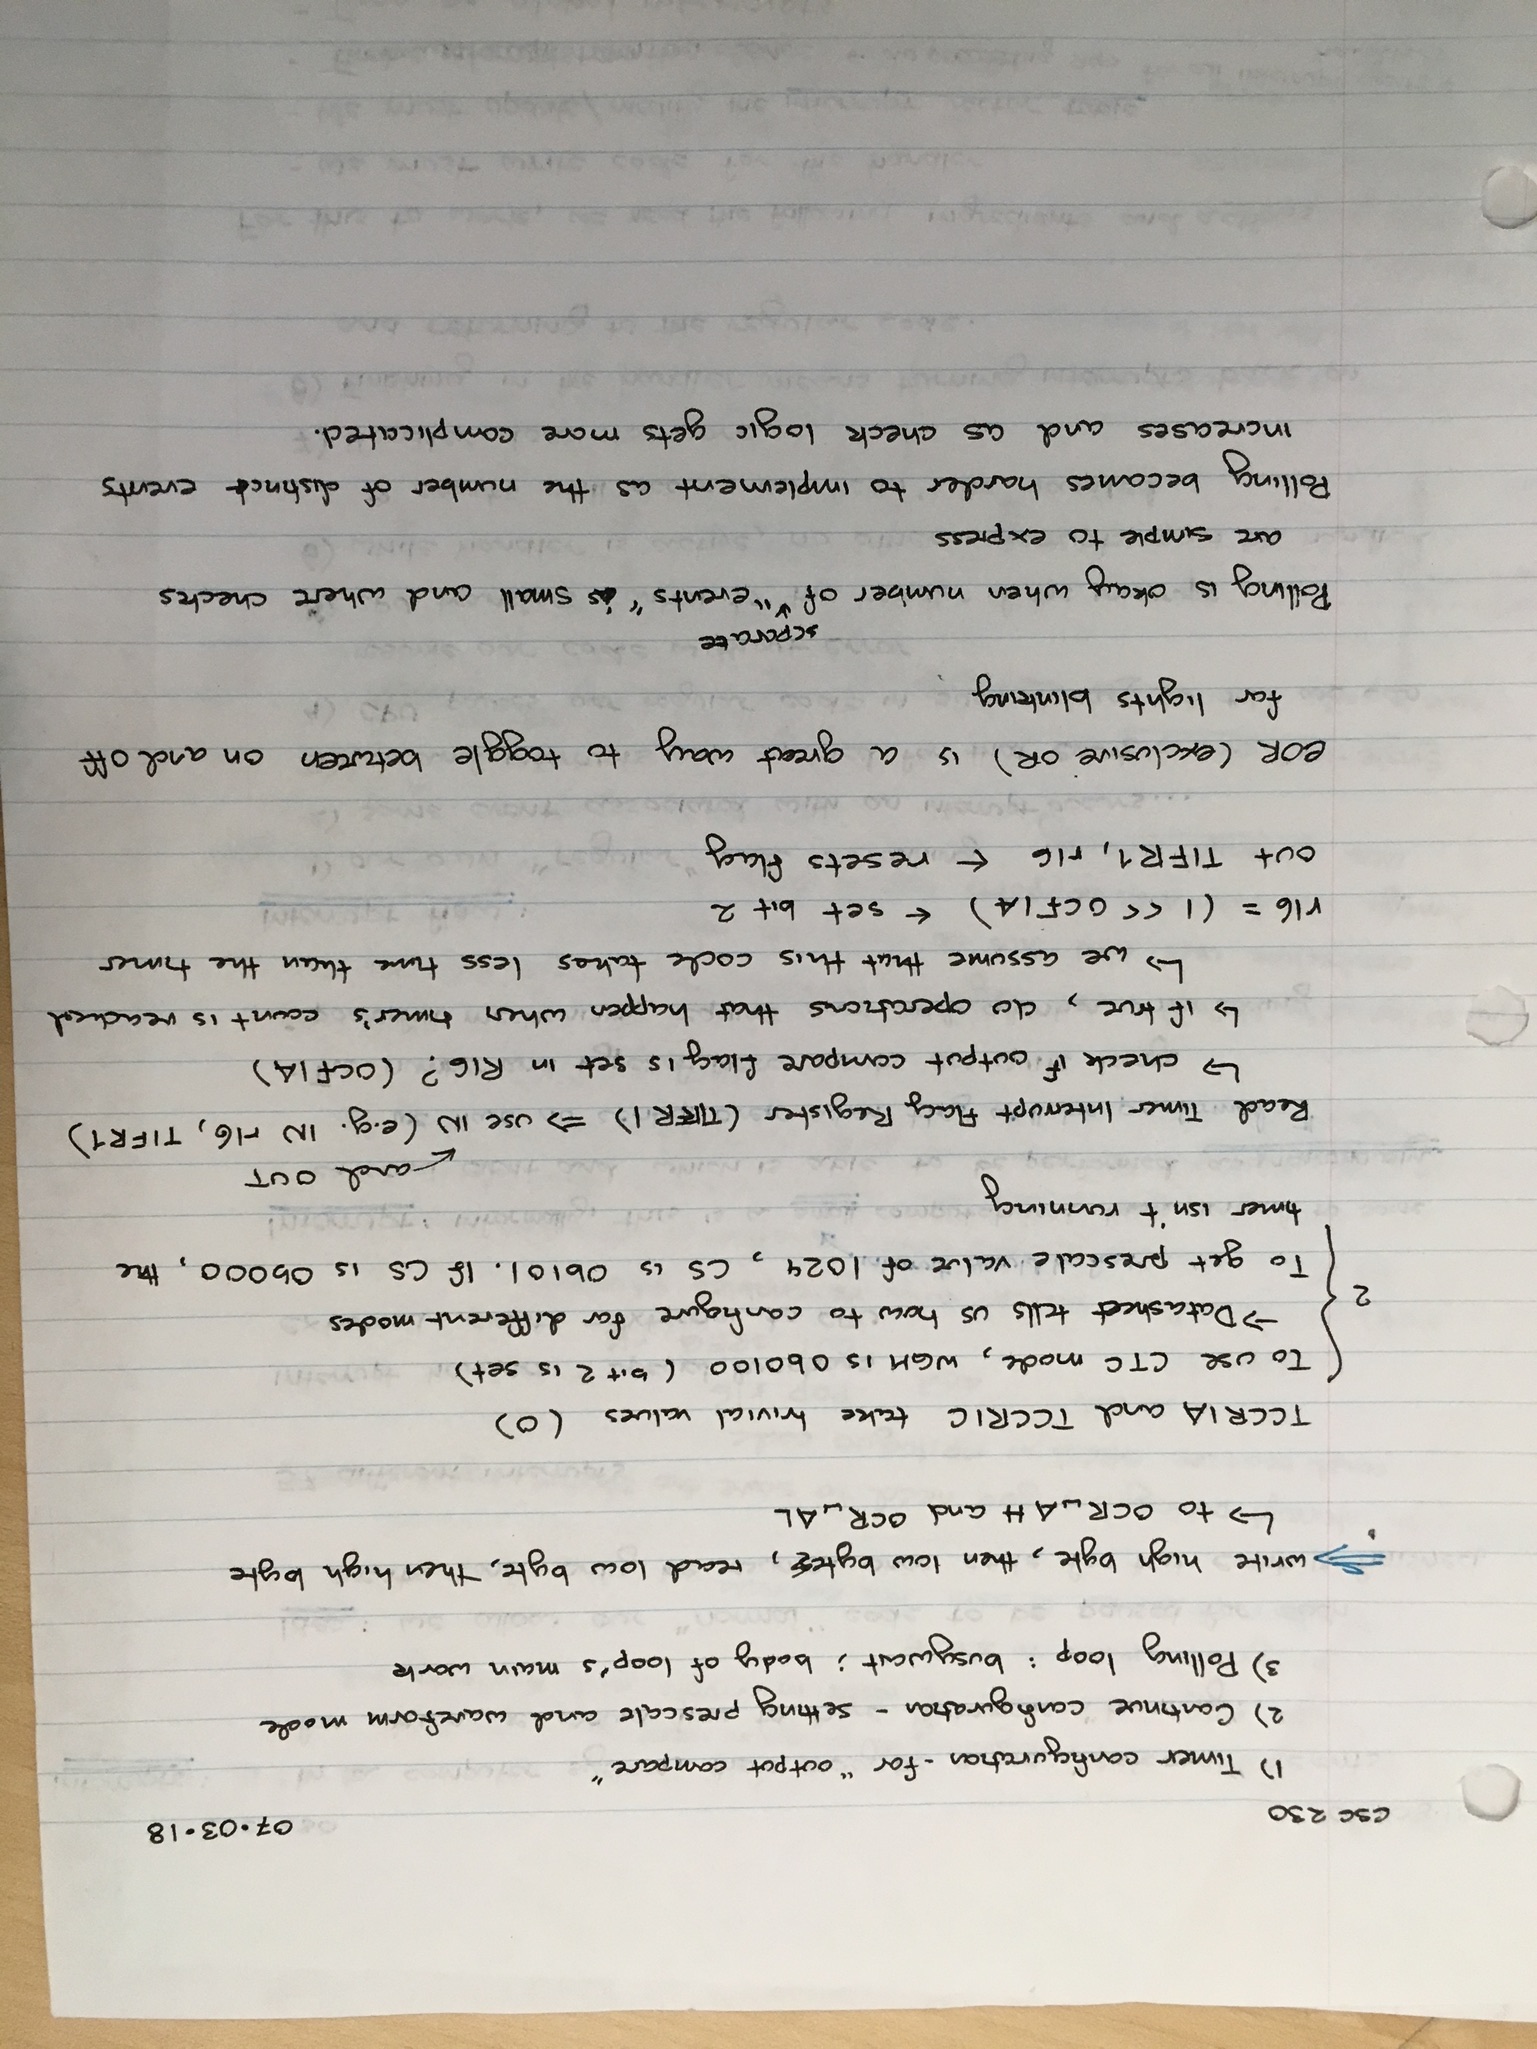 CSC 230
07·03·18
1) Timer configuration - for "output compare"
2) Continue configuration - setting prescale and waveform mode
3) Polling loop : busywait ; body of loop's main work
⇒ write high byte, then low byte, read low byte, then high byte
↳ to OCR␣AH and OCR␣AL
TCCR1A and TCCR1C take trivial values (0)
To use CTC mode, WGM is 0b0100 (bit 2 is set)
→ Datasheet tells us how to configure for different modes
2
To get prescale value of 1024, CS is 0b101. If CS is 0b000, the
timer isn't running
and OUT
Read Timer Interrupt Flag Register (TIFR1) ⇒ use IN (e.g. IN r16, TIFR1)
↳ check if output compare flag is set in R16? (OCF1A)
↳ if true, do operations that happen when timer's count is reached
↳ we assume that this code takes less time than the timer
r16 = (1 << OCF1A) ← set bit 2
out TIFR1, r16 ← resets flag
EOR (exclusive OR) is a great way to toggle between on and off
for lights blinking
separate
Polling is okay when number of "events" is small and where checks
are simple to express
Polling becomes harder to implement as the number of distinct events
increases and as check logic gets more complicated.